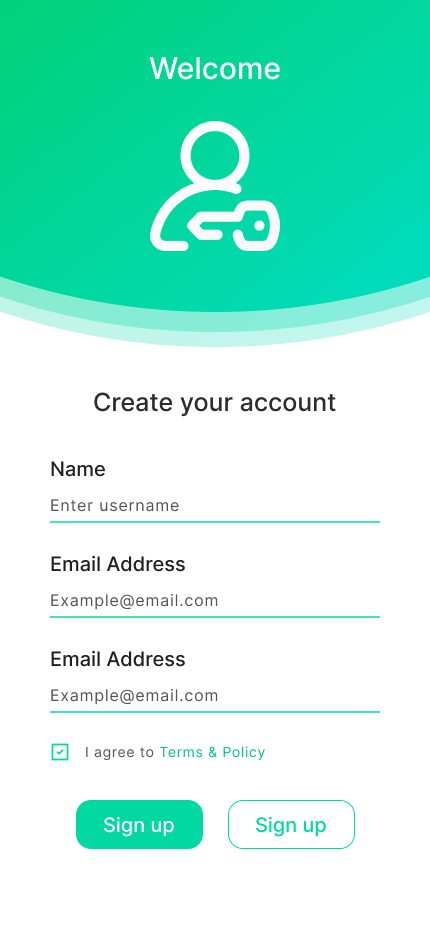 Welcome
Create your account
Name
Enter username
Email Address
Example@email.com
Email Address
Example@email.com
I agree to Terms & Policy
Sign up Sign up